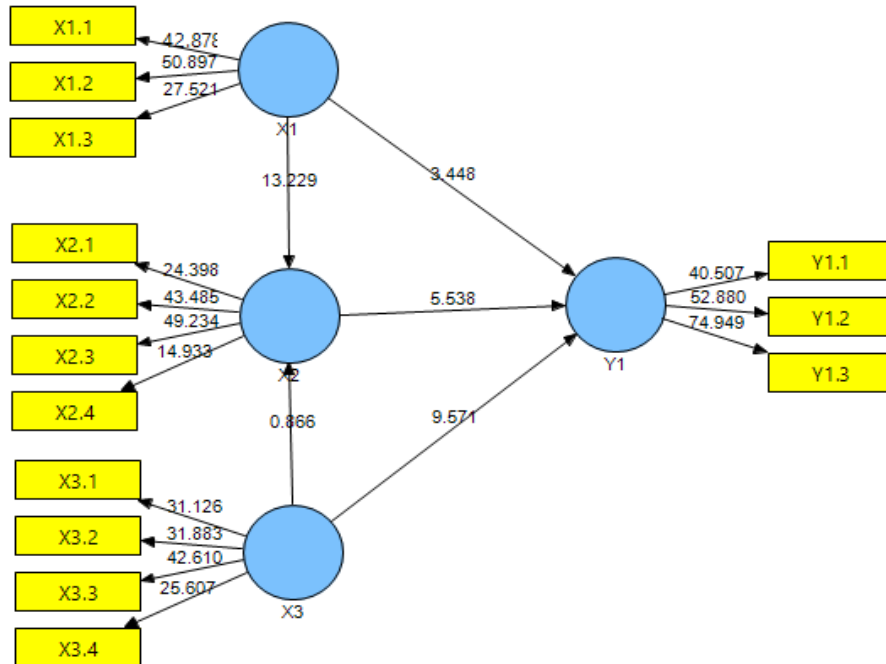 X1.1
42.878
X1.2
50.897
X1.3
27.521
X1
13.229
3.448
X2.1
24.398
X2.2
43.485
X2.3
49.234
X2.4
14.933
X2
5.538
0.866
9.571
Y1
40.507
Y1.1
52.880
Y1.2
74.949
Y1.3
X3.1
31.126
X3.2
31.883
X3.3
42.610
X3.4
25.607
X3